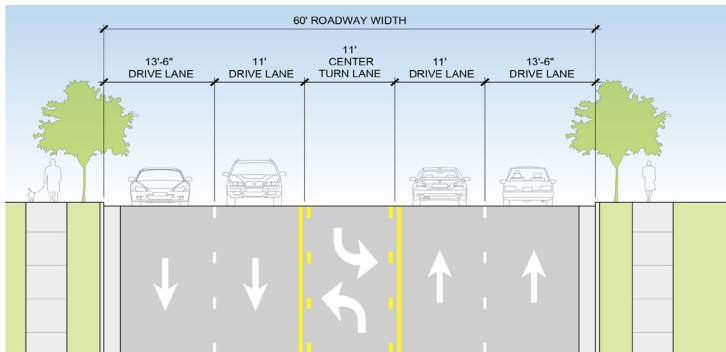 60' ROADWAY WIDTH
13'-6"
DRIVE LANE
11'
DRIVE LANE
11'
CENTER
TURN LANE
11'
DRIVE LANE
13'-6"
DRIVE LANE